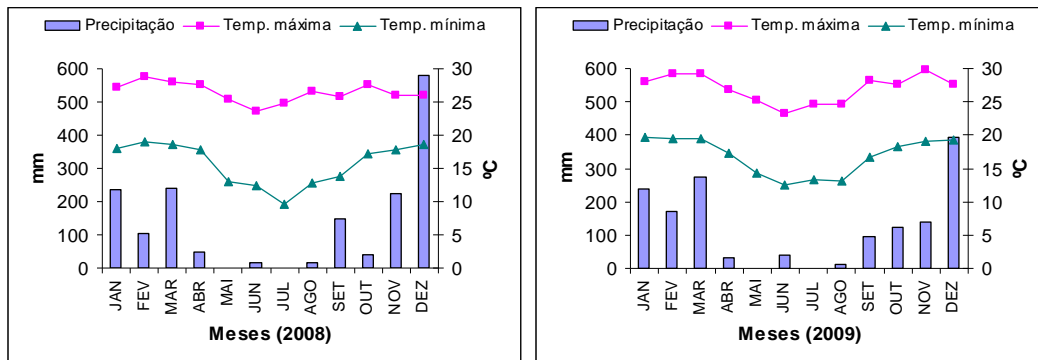 Precipitação Temp. máxima Temp. mínima
600
500
400
300
200
100
0
mm
30
25
20
15
10
5
0
ºC
JAN FEV MAR ABR MAI JUN JUL AGO SET OUT NOV DEZ
Meses (2008)
Precipitação Temp. máxima Temp. mínima
600
500
400
300
200
100
0
mm
30
25
20
15
10
5
0
ºC
JAN FEV MAR ABR MAI JUN JUL AGO SET OUT NOV DEZ
Meses (2009)